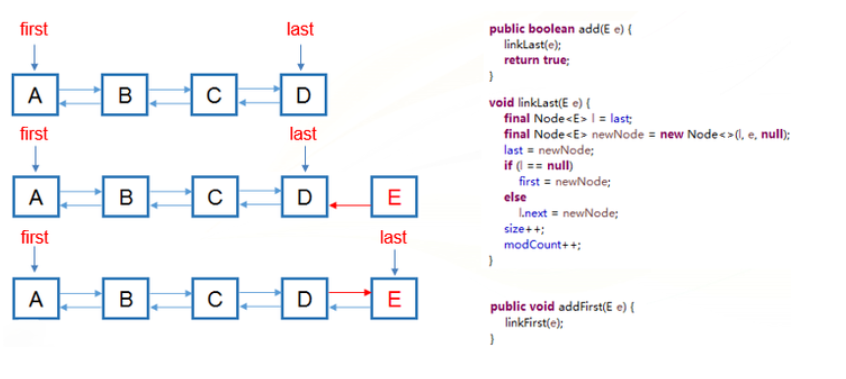 first last
A B C D
first last
A B C D E
first last
A B C D E
public boolean add(E e) {
linkLast(e);
return true;
}
void linkLast(E e) {
final Node<E> l = last;
final Node<E> newNode = new Node<>(l, e, null);
last = newNode;
if (l == null)
first = newNode;
else
l.next = newNode;
size++;
modCount++;
}
public void addFirst(E e) {
linkFirst(e);
}